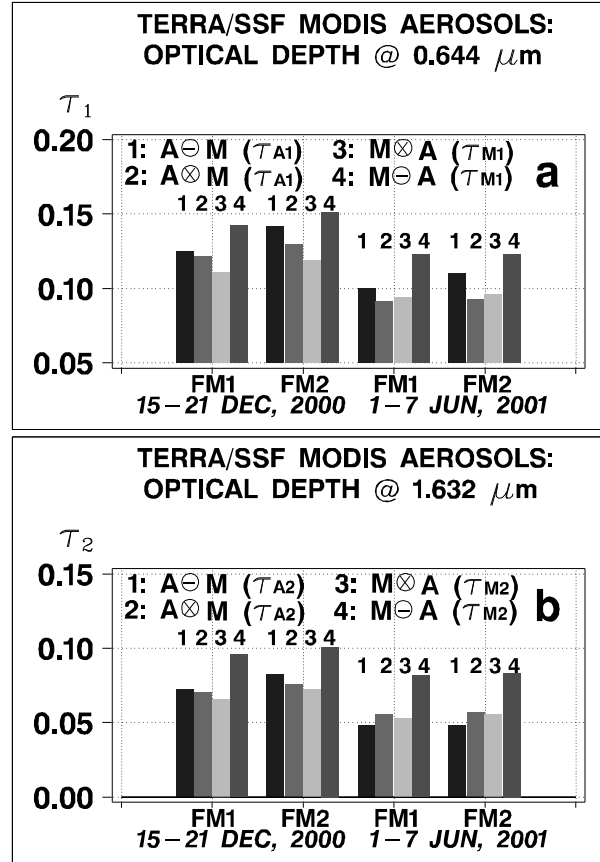 TERRA/SSF MODIS AEROSOLS:
OPTICAL DEPTH @ 0.644 μm
τ1
0.20
1: A⊖M (τA1) 3: M⊗A (τM1)
2: A⊗M (τA1) 4: M⊖A (τM1)
a
0.15
1 2 3 4 1 2 3 4 1 2 3 4 1 2 3 4
0.10
0.05
FM1 FM2 FM1 FM2
15–21 DEC, 2000 1–7 JUN, 2001
TERRA/SSF MODIS AEROSOLS:
OPTICAL DEPTH @ 1.632 μm
τ2
0.15
1: A⊖M (τA2) 3: M⊗A (τM2)
2: A⊗M (τA2) 4: M⊖A (τM2)
b
0.10
1 2 3 4 1 2 3 4 1 2 3 4 1 2 3 4
0.05
0.00
FM1 FM2 FM1 FM2
15–21 DEC, 2000 1–7 JUN, 2001